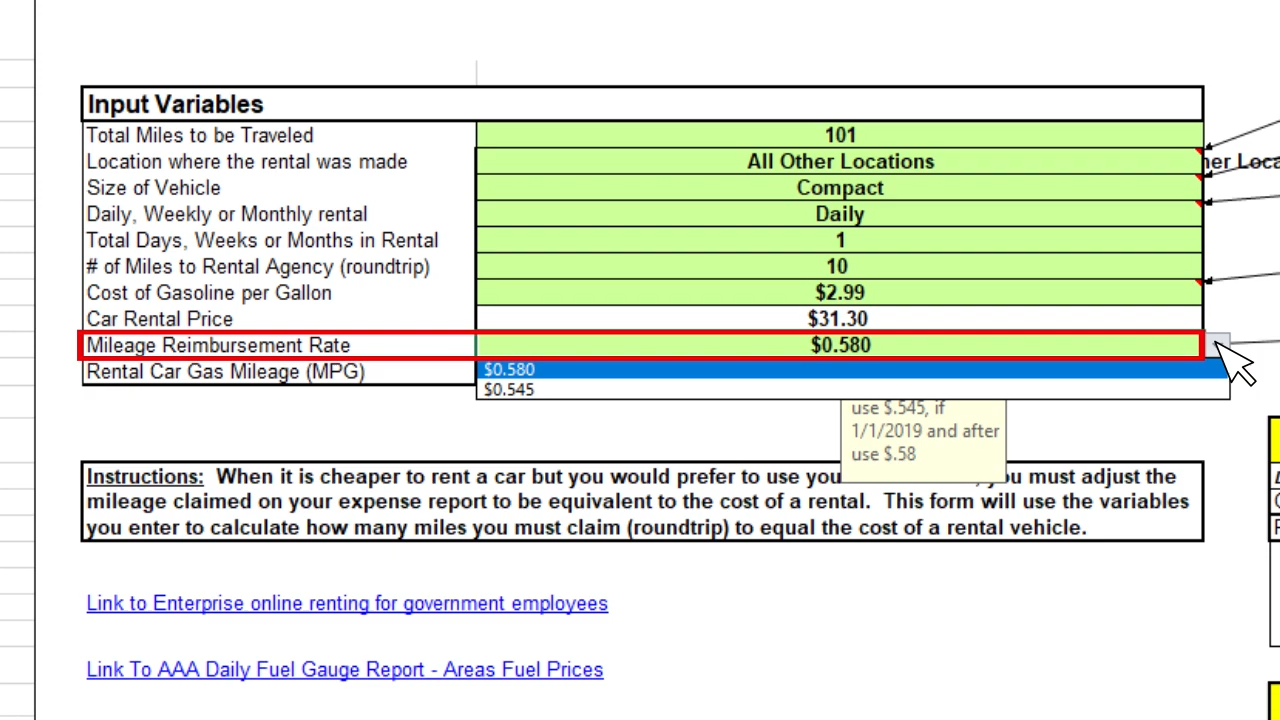 Input Variables
Total Miles to be Traveled 101
Location where the rental was made All Other Locations
Size of Vehicle Compact
Daily, Weekly or Monthly rental Daily
Total Days, Weeks or Months in Rental 1
# of Miles to Rental Agency (roundtrip) 10
Cost of Gasoline per Gallon $2.99
Car Rental Price $31.30
Mileage Reimbursement Rate $0.580
Rental Car Gas Mileage (MPG)
$0.580
$0.545
use $.545, if
1/1/2019 and after
use $.58
Instructions: When it is cheaper to rent a car but you would prefer to use you must adjust the
mileage claimed on your expense report to be equivalent to the cost of a rental. This form will use the variables
you enter to calculate how many miles you must claim (roundtrip) to equal the cost of a rental vehicle.
Link to Enterprise online renting for government employees
Link To AAA Daily Fuel Gauge Report - Areas Fuel Prices